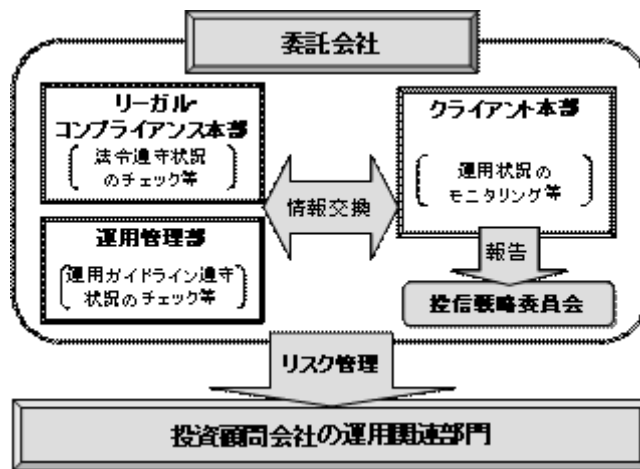 委託会社
リーガル・
コンプライアンス本部
法令遵守状況
のチェック等
運用管理部
運用ガイドライン遵守
状況のチェック等
情報交換
クライアント本部
運用状況の
モニタリング等
報告
投信戦略委員会
リスク管理
投資顧問会社の運用関連部門